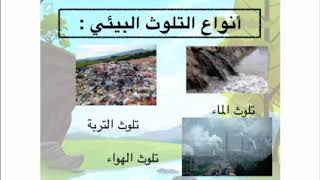 أنواع التلوث البيئي :
تلوث الماء
تلوث التربة
تلوث الهواء